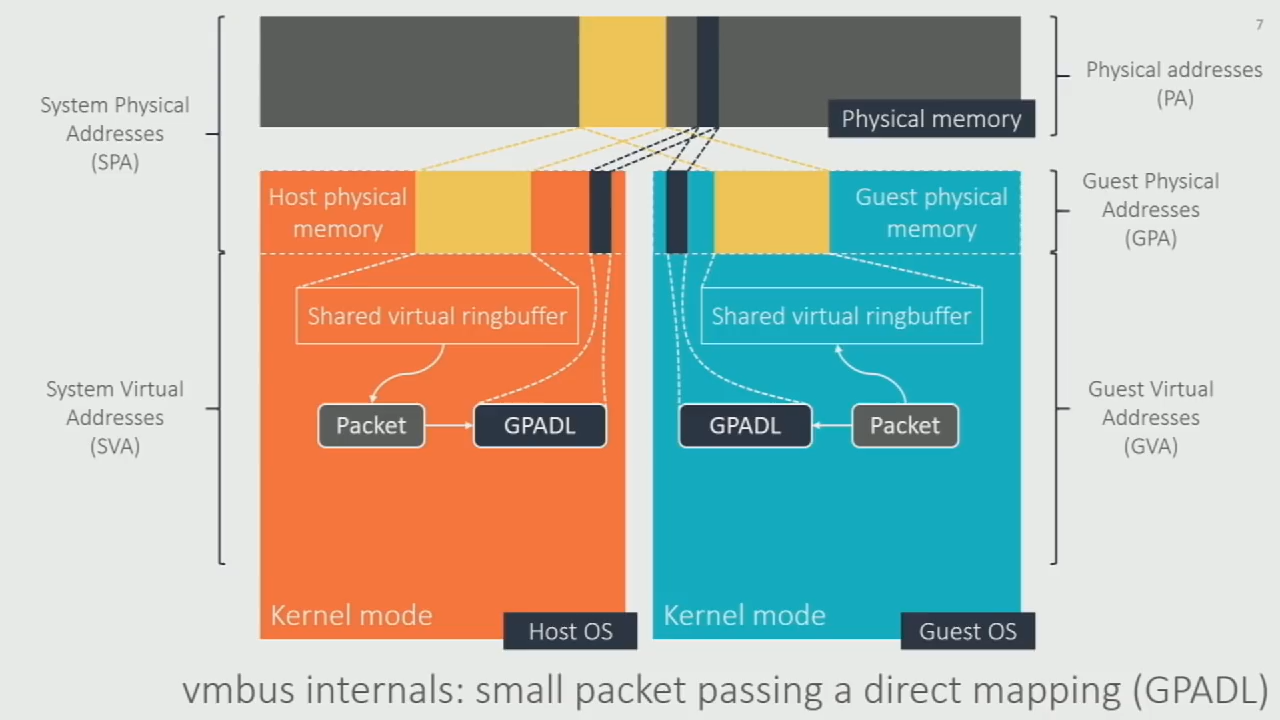 7
System Physical
Addresses
(SPA)
Physical addresses
(PA)
Physical memory
Host physical
memory
Guest physical
memory
Guest Physical
Addresses
(GPA)
Shared virtual ringbuffer
Shared virtual ringbuffer
System Virtual
Addresses
(SVA)
Packet
GPADL
GPADL
Packet
Guest Virtual
Addresses
(GVA)
Kernel mode
Host OS
Kernel mode
Guest OS
vmbus internals: small packet passing a direct mapping (GPADL)